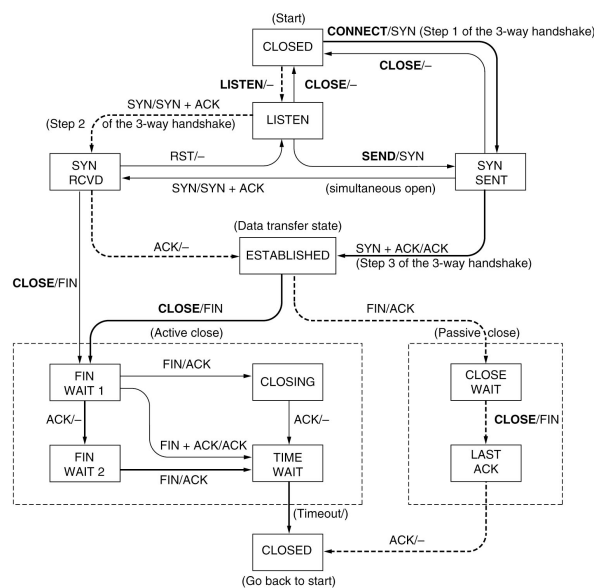 (Start)
CONNECT/SYN (Step 1 of the 3-way handshake)
CLOSED
CLOSE/–
LISTEN/–
CLOSE/–
SYN/SYN + ACK
(Step 2 of the 3-way handshake)
LISTEN
RST/–
SEND/SYN
SYN
RCVD
SYN
SENT
SYN/SYN + ACK
(simultaneous open)
(Data transfer state)
ACK/–
ESTABLISHED
SYN + ACK/ACK
(Step 3 of the 3-way handshake)
CLOSE/FIN
CLOSE/FIN
FIN/ACK
(Active close)
(Passive close)
FIN/ACK
FIN
WAIT 1
CLOSING
CLOSE
WAIT
ACK/–
ACK/–
CLOSE/FIN
FIN + ACK/ACK
FIN
WAIT 2
TIME
WAIT
LAST
ACK
FIN/ACK
(Timeout/)
CLOSED
ACK/–
(Go back to start)